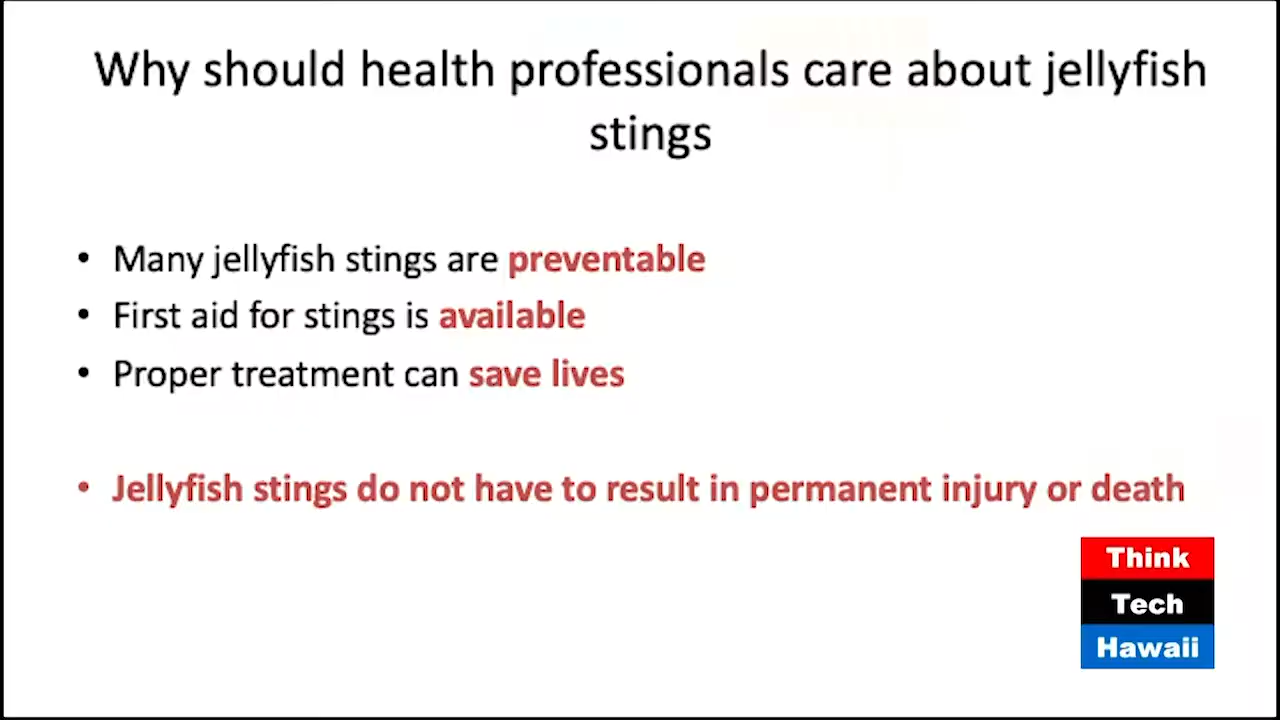 Why should health professionals care about jellyfish
stings
• Many jellyfish stings are preventable
• First aid for stings is available
• Proper treatment can save lives
• Jellyfish stings do not have to result in permanent injury or death
Think
Tech
Hawaii